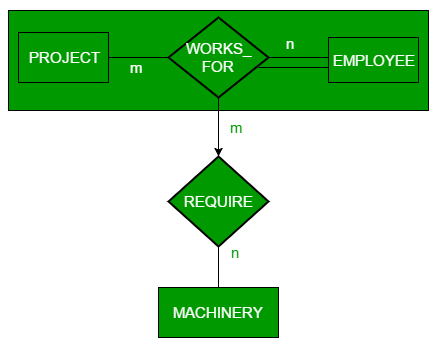 PROJECT
m
WORKS_
FOR
n
EMPLOYEE
m
REQUIRE
n
MACHINERY